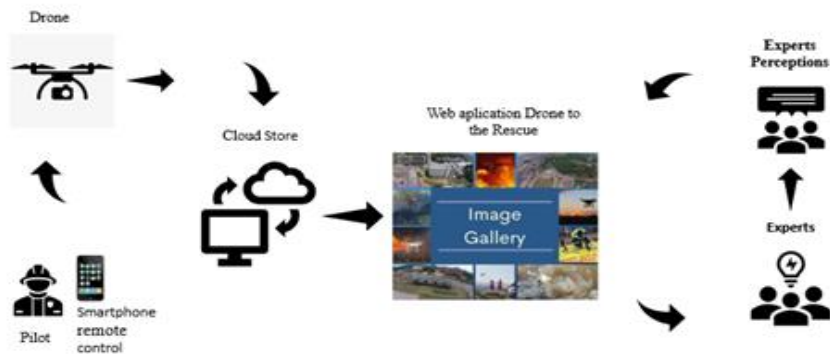 Drone
Experts
Perceptions
Web aplication Drone to
the Rescue
Cloud Store
Image
Gallery
Experts
Smartphone
remote
control
Pilot